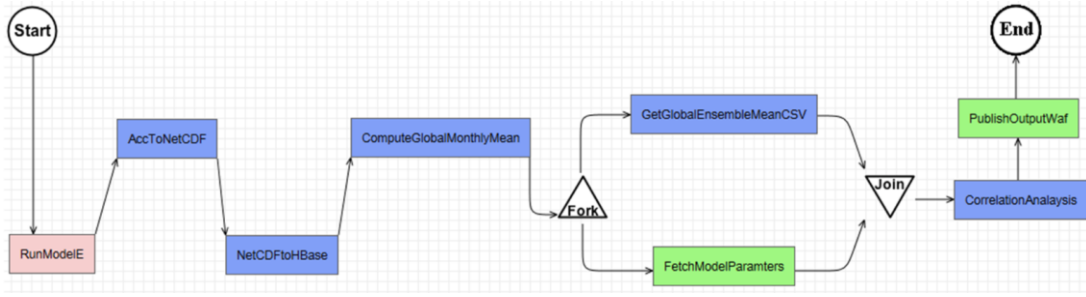 Start
RunModelE
AccToNetCDF
NetCDFtoHBase
ComputeGlobalMonthlyMean
Fork
GetGlobalEnsembleMeanCSV
FetchModelParamters
Join
CorrelationAnalaysis
PublishOutputWaf
End